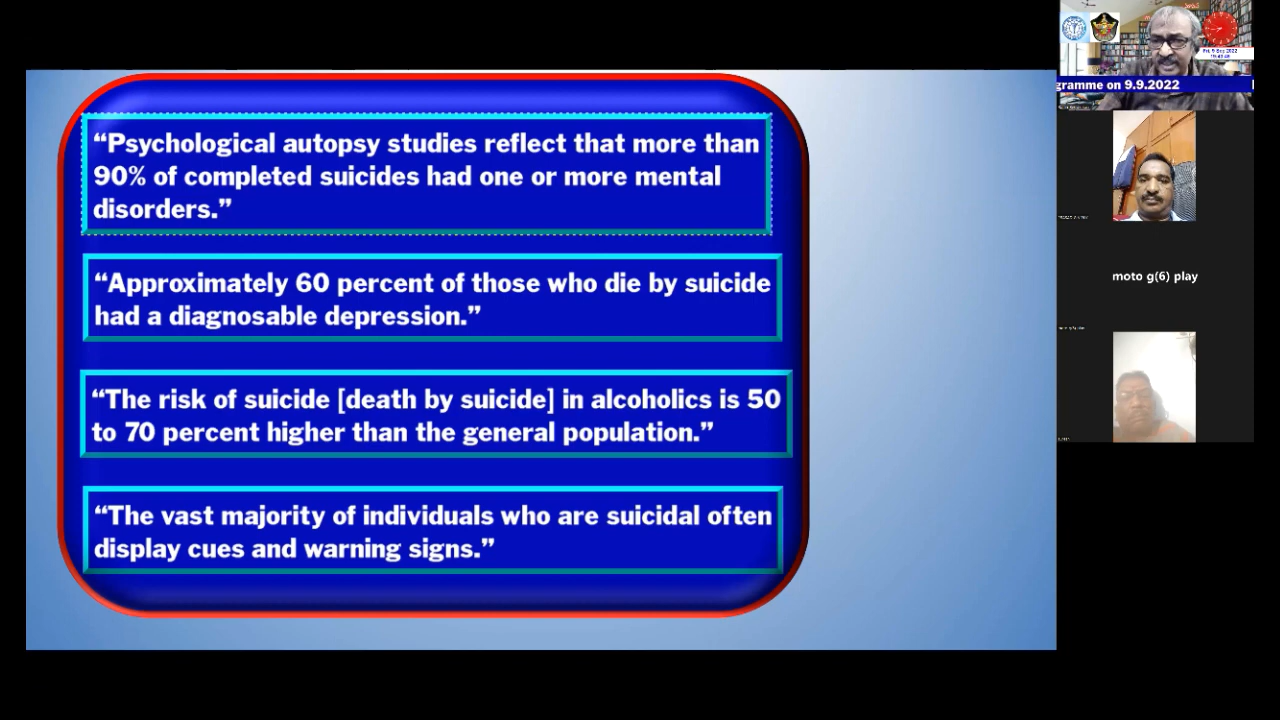 “Psychological autopsy studies reflect that more than
90% of completed suicides had one or more mental
disorders.”
“Approximately 60 percent of those who die by suicide
had a diagnosable depression.”
“The risk of suicide [death by suicide] in alcoholics is 50
to 70 percent higher than the general population.”
“The vast majority of individuals who are suicidal often
display cues and warning signs.”
gramme on 9.9.2022
moto g(6) play